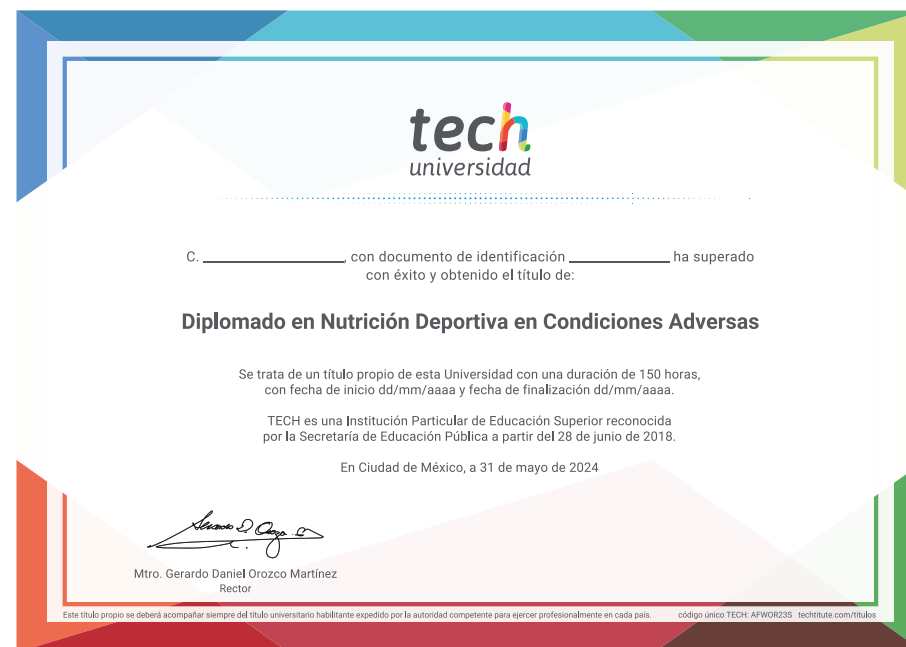 tech
universidad
C. ____________, con documento de identificación ____________ ha superado
con éxito y obtenido el título de:
Diplomado en Nutrición Deportiva en Condiciones Adversas
Se trata de un título propio de esta Universidad con una duración de 150 horas,
con fecha de inicio dd/mm/aaaa y fecha de finalización dd/mm/aaaa.
TECH es una Institución Particular de Educación Superior reconocida
por la Secretaría de Educación Pública a partir del 28 de junio de 2018.
En Ciudad de México, a 31 de mayo de 2024
Mtro. Gerardo Daniel Orozco Martínez
Rector
Este título propio se deberá acompañar siempre del título universitario habilitante expedido por la autoridad competente para ejercer profesionalmente en cada país. código único TECH: AFWOR23S techtitute.com/titulos